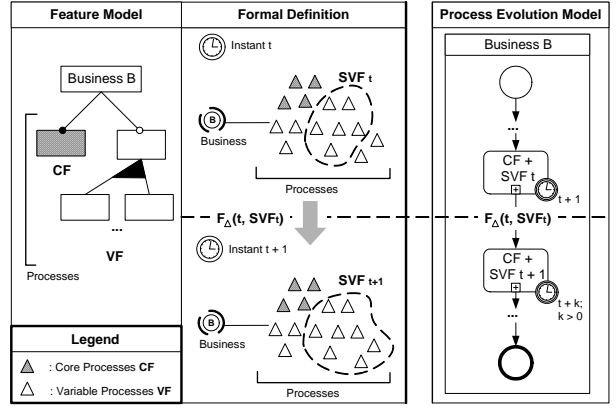 Feature Model
Formal Definition
Process Evolution Model
Business B
CF
...
VF
Processes
Legend
: Core Processes CF
: Variable Processes VF
Instant t
SVF t
B
Business
Processes
F∆(t, SVFt)
Instant t + 1
SVF t+1
B
Business
Processes
Business B
...
CF +
SVF t
+
t + 1
F∆(t, SVFt)
CF +
SVF t + 1
+
t + k;
k > 0
...